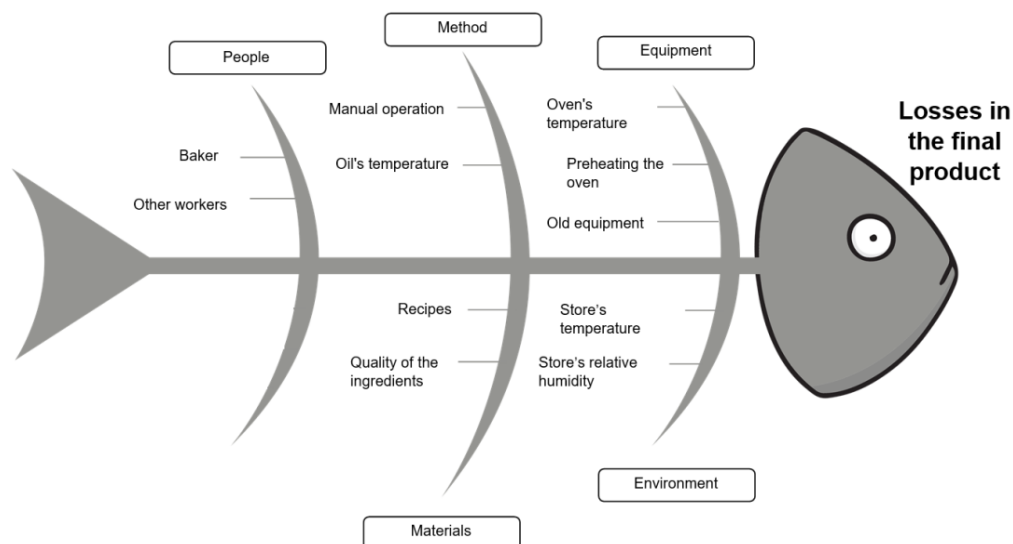 People
Method
Equipment
Baker
Other workers
Manual operation
Oil's temperature
Oven's
temperature
Preheating the
oven
Old equipment
Losses in
the final
product
Recipes
Quality of the
ingredients
Store's
temperature
Store's relative
humidity
Materials
Environment